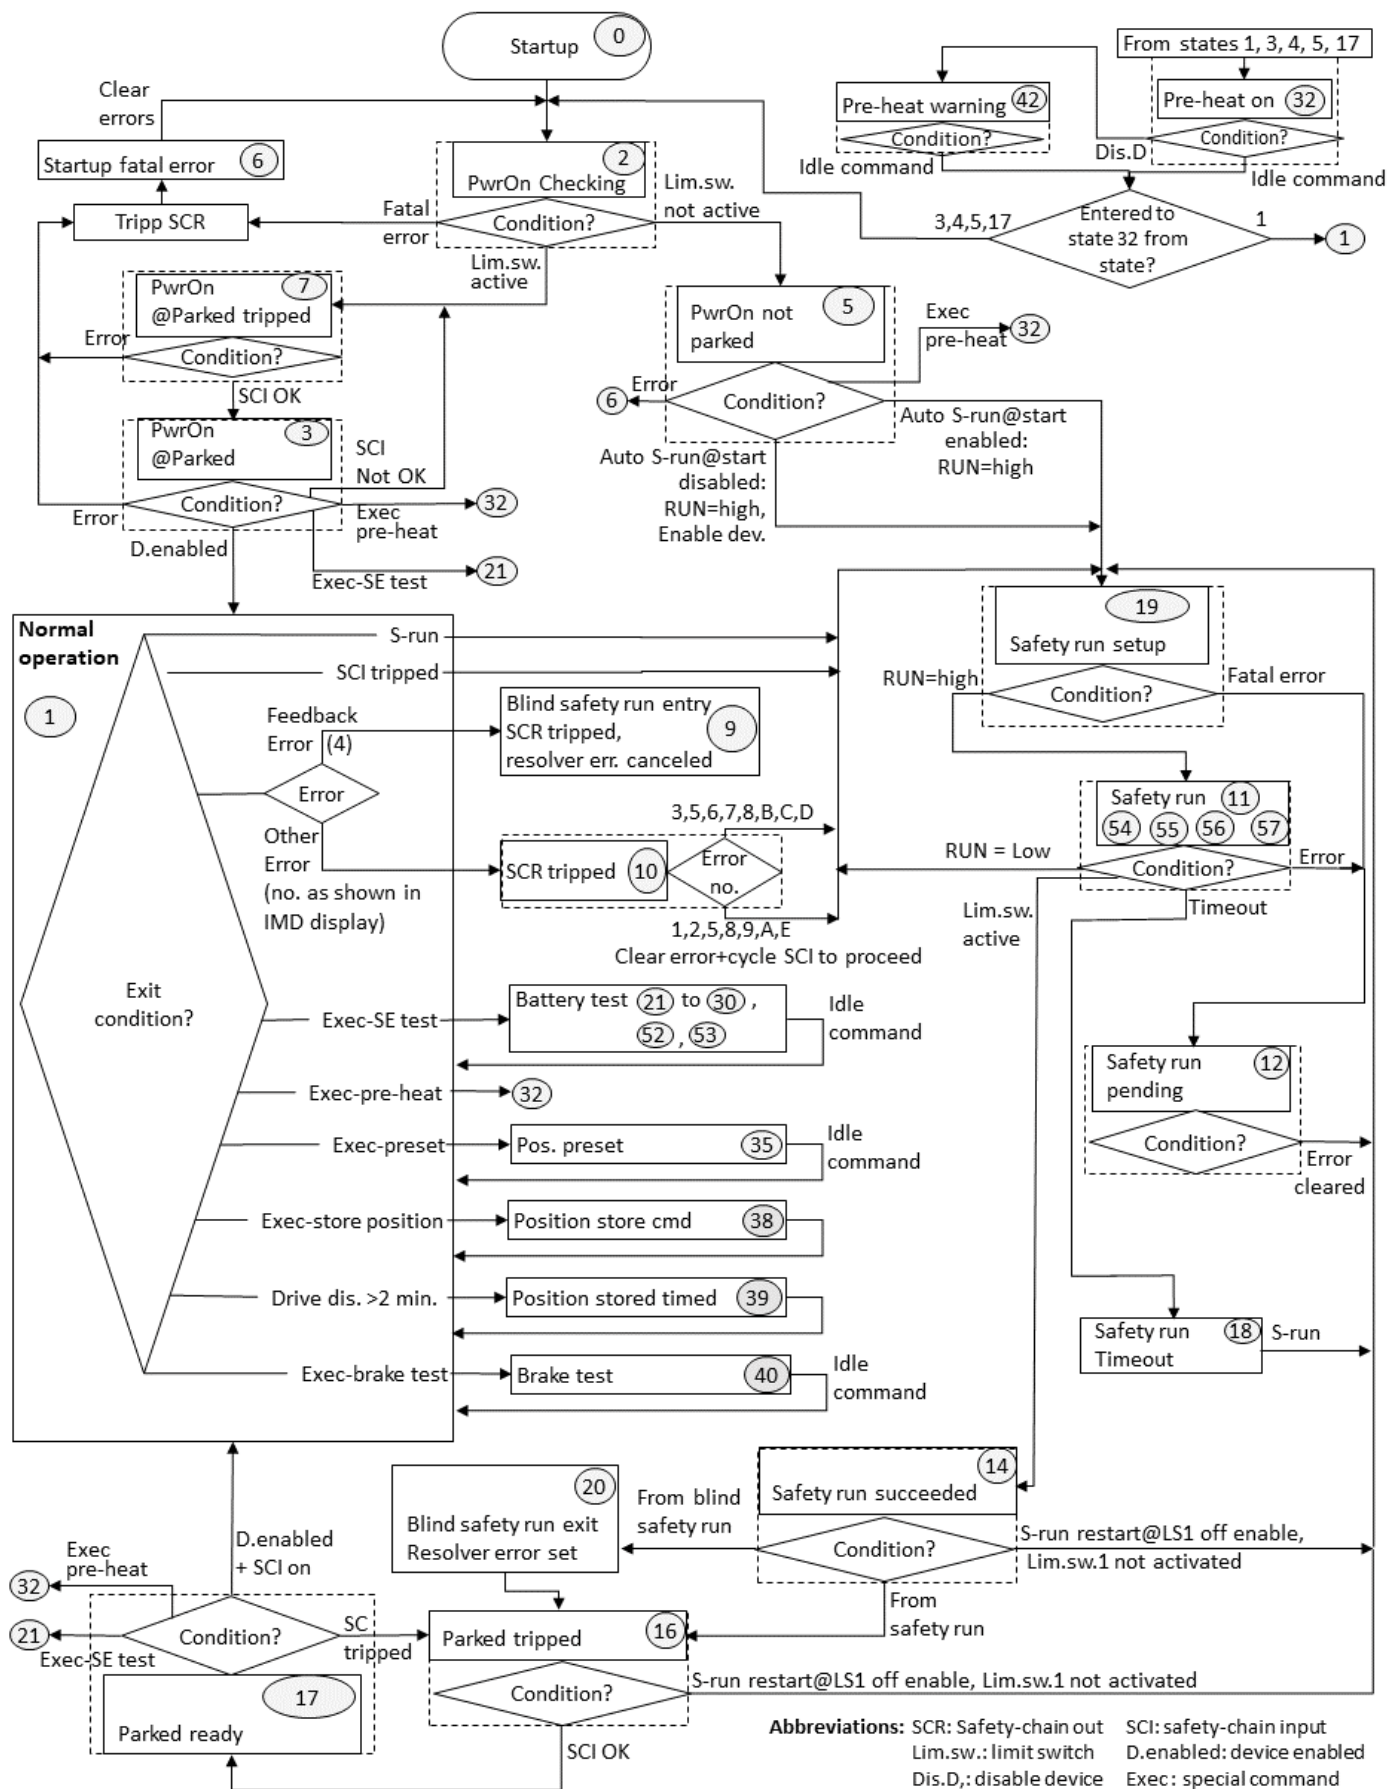 Startup 0
From states 1, 3, 4, 5, 17
Clear
errors
Pre-heat warning 42
Pre-heat on 32
Condition?
Condition?
Startup fatal error 6
2
PwrOn Checking
Dis.D
Idle command
Idle command
Lim.sw.
not active
Tripp SCR
Fatal
error
Condition?
3,4,5,17
Entered to
state 32 from
state?
1
1
Lim.sw.
active
PwrOn 7
@Parked tripped
PwrOn not
parked
5
Exec
pre-heat
32
Error
Condition?
SCI OK
6
Error
Condition?
Auto S-run@start
enabled:
RUN=high
PwrOn
@Parked
3
SCI
Not OK
Auto S-run@start
disabled:
RUN=high,
Enable dev.
Condition?
Error
Exec
pre-heat
32
D.enabled
Exec-SE test
21
Normal
operation
1
S-run
SCI tripped
19
Safety run setup
RUN=high
Condition?
Fatal error
Feedback
Error (4)
Blind safety run entry
SCR tripped,
resolver err. canceled
9
Error
Safety run 11
54 55 56 57
3,5,6,7,8,B,C,D
Other
Error
(no. as shown in
IMD display)
SCR tripped 10
Error
no.
RUN = Low
Condition?
Error
Timeout
Lim.sw.
active
1,2,5,8,9,A,E
Clear error+cycle SCI to proceed
Exit
condition?
Exec-SE test
Battery test 21 to 30 ,
52 , 53
Idle
command
Safety run
pending
12
Exec-pre-heat
32
Exec-preset
Pos. preset 35
Idle
command
Condition?
Error
cleared
Exec-store position
Position store cmd 38
Drive dis. >2 min.
Position stored timed 39
Safety run
Timeout
18
S-run
Exec-brake test
Brake test 40
Idle
command
14
Safety run succeeded
20
Blind safety run exit
Resolver error set
From blind
safety run
Condition?
S-run restart@LS1 off enable,
Lim.sw.1 not activated
D.enabled
+ SCI on
Exec
pre-heat
32
From
safety run
21
Exec-SE test
Condition?
SC
tripped
Parked tripped 16
17
Parked ready
Condition?
S-run restart@LS1 off enable, Lim.sw.1 not activated
SCI OK
Abbreviations: SCR: Safety-chain out SCI: safety-chain input
Lim.sw.: limit switch D.enabled: device enabled
Dis.D,: disable device Exec : special command